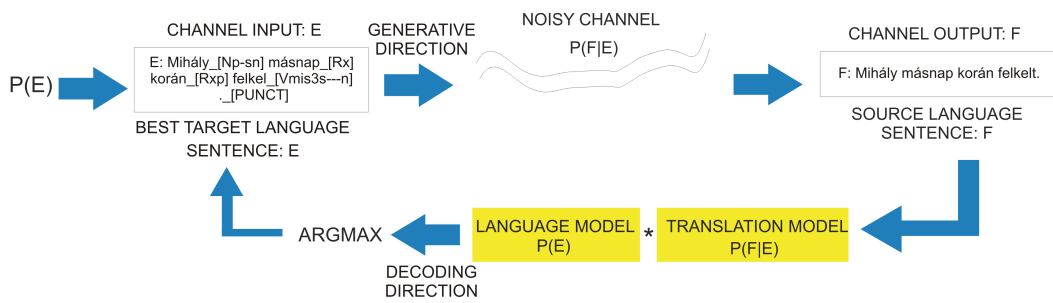 P(E)
CHANNEL INPUT: E
E: Mihály_[Np-sn] másnap_[Rx]
korán_[Rxp] felkel_[Vmis3s---n]
._[PUNCT]
BEST TARGET LANGUAGE
SENTENCE: E
GENERATIVE
DIRECTION
NOISY CHANNEL
P(F|E)
CHANNEL OUTPUT: F
F: Mihály másnap korán felkelt.
SOURCE LANGUAGE
SENTENCE: F
ARGMAX
DECODING
DIRECTION
LANGUAGE MODEL
P(E)
*
TRANSLATION MODEL
P(F|E)